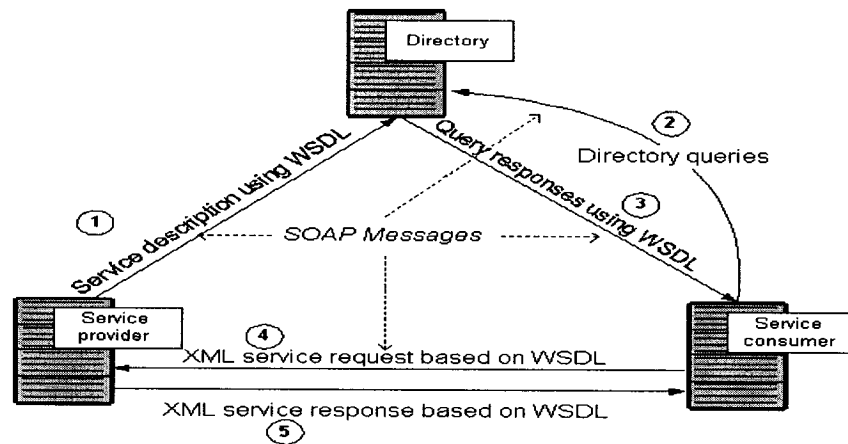 Directory
2
Directory queries
Query responses using WSDL
3
1
Service description using WSDL
SOAP Messages
Service
provider
Service
consumer
4
XML service request based on WSDL
XML service response based on WSDL
5